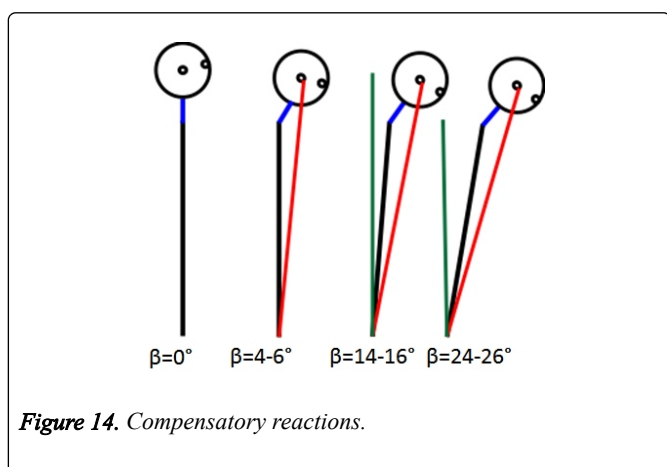 β=0˚ β=4-6˚ β=14-16˚ β=24-26˚
Figure 14. Compensatory reactions.